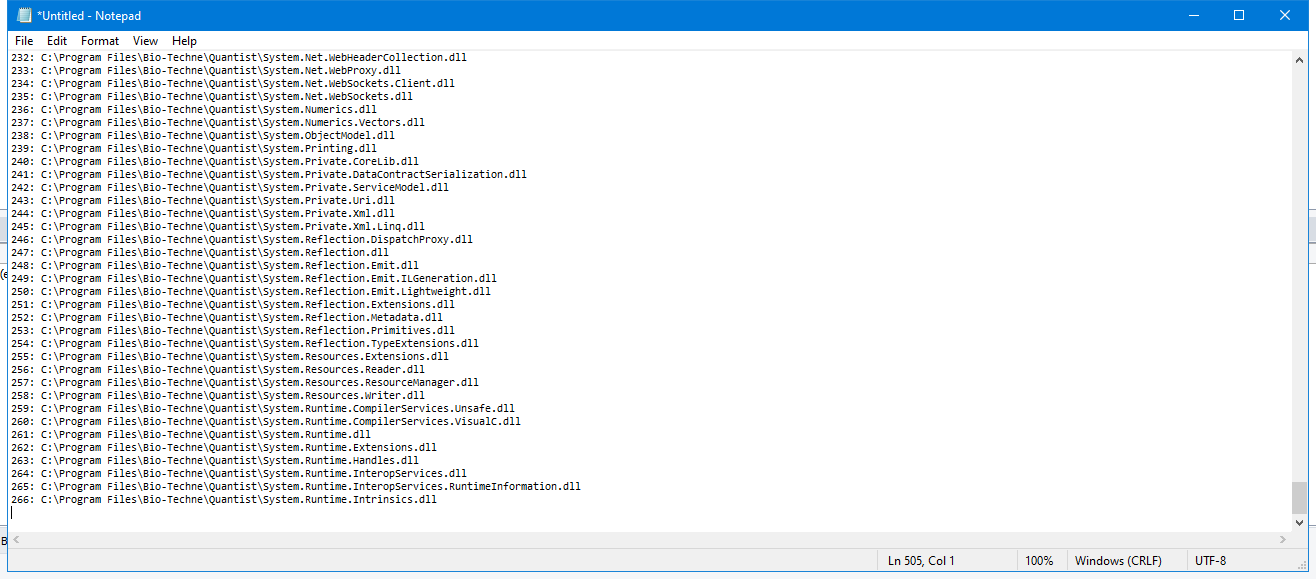 *Untitled - Notepad
File Edit Format View Help
232: C:\Program Files\Bio-Techne\Quantist\System.Net.WebHeaderCollection.dll
233: C:\Program Files\Bio-Techne\Quantist\System.Net.WebProxy.dll
234: C:\Program Files\Bio-Techne\Quantist\System.Net.WebSockets.Client.dll
235: C:\Program Files\Bio-Techne\Quantist\System.Net.WebSockets.dll
236: C:\Program Files\Bio-Techne\Quantist\System.Numerics.dll
237: C:\Program Files\Bio-Techne\Quantist\System.Numerics.Vectors.dll
238: C:\Program Files\Bio-Techne\Quantist\System.ObjectModel.dll
239: C:\Program Files\Bio-Techne\Quantist\System.Printing.dll
240: C:\Program Files\Bio-Techne\Quantist\System.Private.CoreLib.dll
241: C:\Program Files\Bio-Techne\Quantist\System.Private.DataContractSerialization.dll
242: C:\Program Files\Bio-Techne\Quantist\System.Private.ServiceModel.dll
243: C:\Program Files\Bio-Techne\Quantist\System.Private.Uri.dll
244: C:\Program Files\Bio-Techne\Quantist\System.Private.Xml.dll
245: C:\Program Files\Bio-Techne\Quantist\System.Private.Xml.Linq.dll
246: C:\Program Files\Bio-Techne\Quantist\System.Reflection.DispatchProxy.dll
247: C:\Program Files\Bio-Techne\Quantist\System.Reflection.dll
248: C:\Program Files\Bio-Techne\Quantist\System.Reflection.Emit.dll
249: C:\Program Files\Bio-Techne\Quantist\System.Reflection.Emit.ILGeneration.dll
250: C:\Program Files\Bio-Techne\Quantist\System.Reflection.Emit.Lightweight.dll
251: C:\Program Files\Bio-Techne\Quantist\System.Reflection.Extensions.dll
252: C:\Program Files\Bio-Techne\Quantist\System.Reflection.Metadata.dll
253: C:\Program Files\Bio-Techne\Quantist\System.Reflection.Primitives.dll
254: C:\Program Files\Bio-Techne\Quantist\System.Reflection.TypeExtensions.dll
255: C:\Program Files\Bio-Techne\Quantist\System.Resources.Extensions.dll
256: C:\Program Files\Bio-Techne\Quantist\System.Resources.Reader.dll
257: C:\Program Files\Bio-Techne\Quantist\System.Resources.ResourceManager.dll
258: C:\Program Files\Bio-Techne\Quantist\System.Resources.Writer.dll
259: C:\Program Files\Bio-Techne\Quantist\System.Runtime.CompilerServices.Unsafe.dll
260: C:\Program Files\Bio-Techne\Quantist\System.Runtime.CompilerServices.VisualC.dll
261: C:\Program Files\Bio-Techne\Quantist\System.Runtime.dll
262: C:\Program Files\Bio-Techne\Quantist\System.Runtime.Extensions.dll
263: C:\Program Files\Bio-Techne\Quantist\System.Runtime.Handles.dll
264: C:\Program Files\Bio-Techne\Quantist\System.Runtime.InteropServices.dll
265: C:\Program Files\Bio-Techne\Quantist\System.Runtime.InteropServices.RuntimeInformation.dll
266: C:\Program Files\Bio-Techne\Quantist\System.Runtime.Intrinsics.dll
Ln 505, Col 1 100% Windows (CRLF) UTF-8